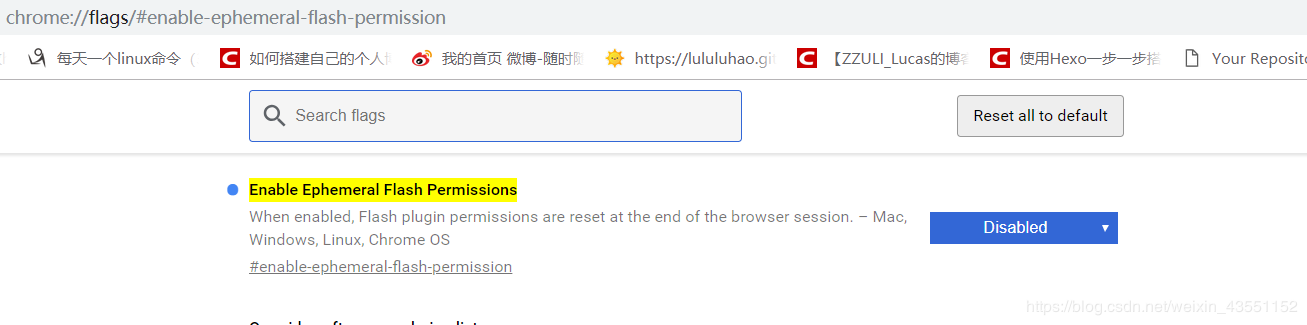 chrome://flags/#enable-ephemeral-flash-permission
每天一个linux命令（
如何搭建自己的个人
我的首页 微博-随时
https://lululuhao.git
【ZZULI_Lucas的博客
使用Hexo一步一步搭
Your Reposito
Search flags
Reset all to default
Enable Ephemeral Flash Permissions
When enabled, Flash plugin permissions are reset at the end of the browser session. – Mac,
Windows, Linux, Chrome OS
Disabled
#enable-ephemeral-flash-permission
https://blog.csdn.net/weixin_43551152